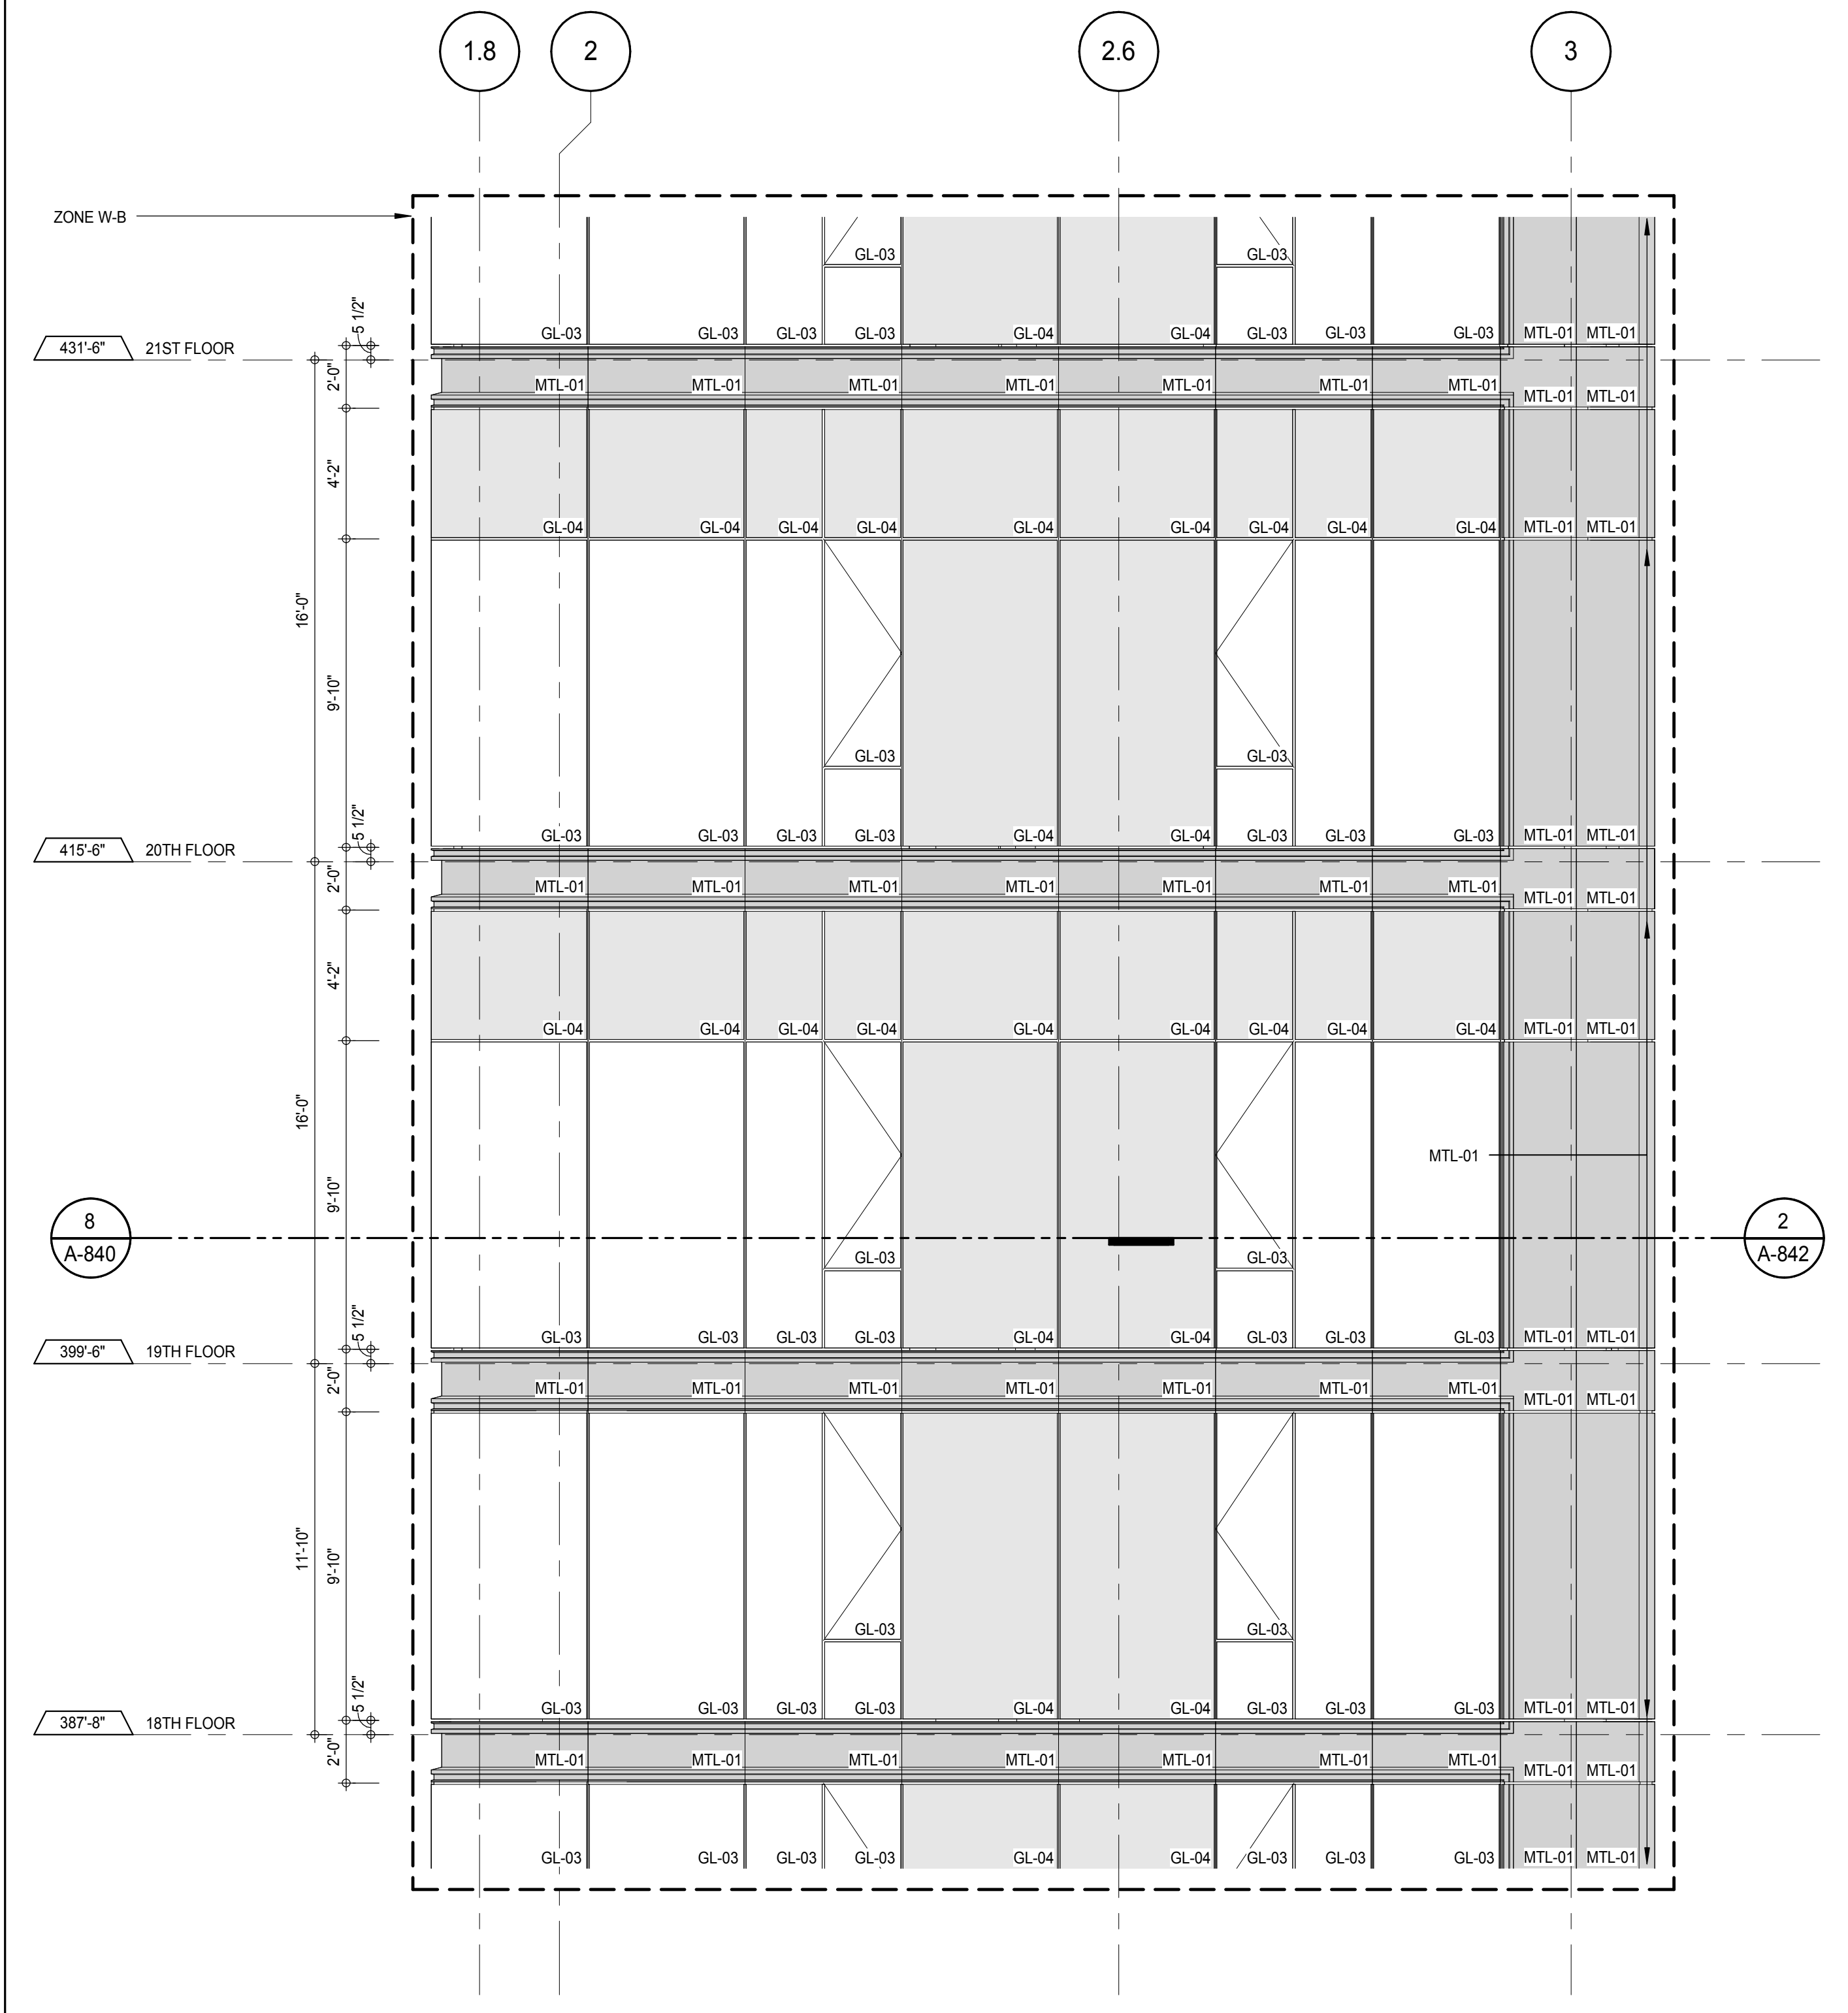 1.8 2 2.6 3
ZONE W-B
GL-03 GL-03
5 1/2"
GL-03 GL-03 GL-03 GL-03 GL-04 GL-04 GL-03 GL-03 GL-03 MTL-01 MTL-01
431'-6" 21ST FLOOR
2'-0"
MTL-01 MTL-01 MTL-01 MTL-01 MTL-01 MTL-01 MTL-01 MTL-01 MTL-01
4'-2"
GL-04 GL-04 GL-04 GL-04 GL-04 GL-04 GL-04 GL-04 GL-04 MTL-01 MTL-01
16'-0"
9'-10"
GL-03 GL-03
5 1/2"
GL-03 GL-03 GL-03 GL-03 GL-04 GL-04 GL-03 GL-03 GL-03 MTL-01 MTL-01
415'-6" 20TH FLOOR
2'-0"
MTL-01 MTL-01 MTL-01 MTL-01 MTL-01 MTL-01 MTL-01 MTL-01 MTL-01
4'-2"
GL-04 GL-04 GL-04 GL-04 GL-04 GL-04 GL-04 GL-04 GL-04 MTL-01 MTL-01
16'-0"
MTL-01
9'-10"
8 2
A-840 A-842
GL-03 GL-03
5 1/2"
GL-03 GL-03 GL-03 GL-03 GL-04 GL-04 GL-03 GL-03 GL-03 MTL-01 MTL-01
399'-6" 19TH FLOOR
2'-0"
MTL-01 MTL-01 MTL-01 MTL-01 MTL-01 MTL-01 MTL-01 MTL-01 MTL-01
11'-10"
9'-10"
GL-03 GL-03
5 1/2"
GL-03 GL-03 GL-03 GL-03 GL-04 GL-04 GL-03 GL-03 GL-03 MTL-01 MTL-01
387'-8" 18TH FLOOR
2'-0"
MTL-01 MTL-01 MTL-01 MTL-01 MTL-01 MTL-01 MTL-01 MTL-01 MTL-01
GL-03 GL-03 GL-03 GL-03 GL-04 GL-04 GL-03 GL-03 GL-03 MTL-01 MTL-01